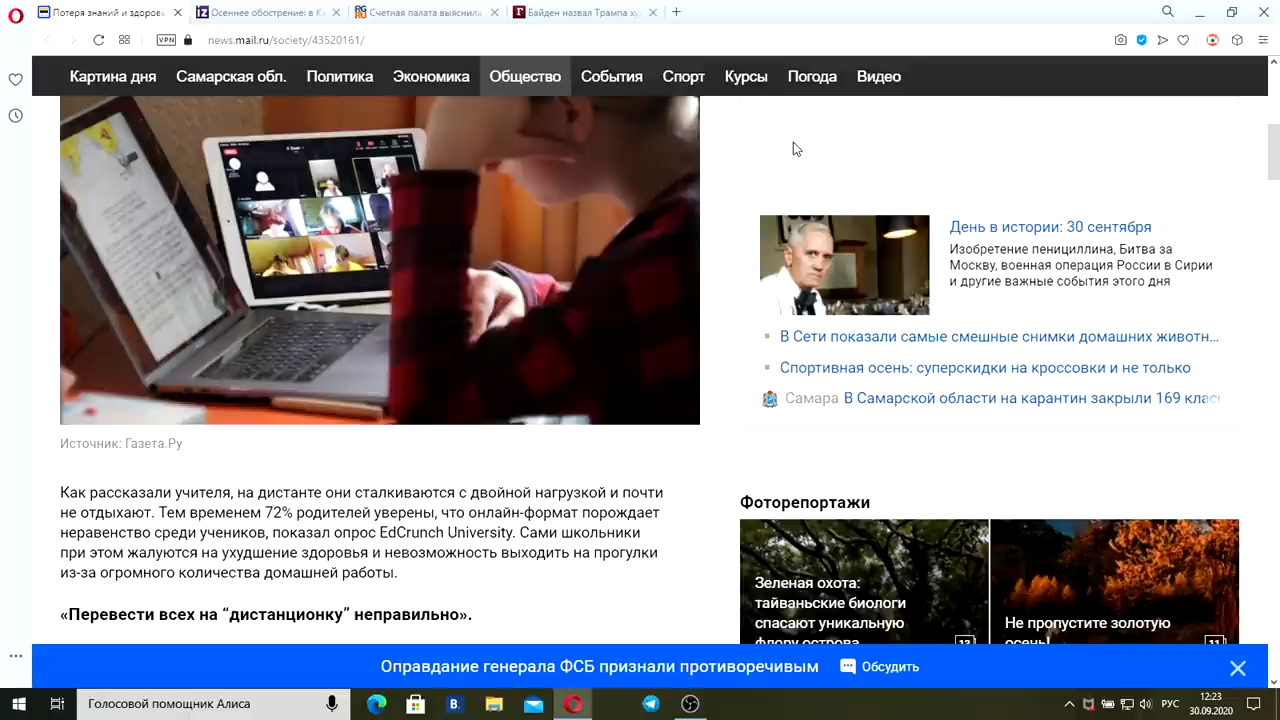 Потеря знаний и здоровь
Осеннее обострение: в К
Счетная палата выяснила
Байден назвал Трампа ху
VPN
news.mail.ru/society/43520161/
Картина дня Самарская обл. Политика Экономика Общество События Спорт Курсы Погода Видео
День в истории: 30 сентября
Изобретение пенициллина, Битва за
Москву, военная операция России в Сирии
и другие важные события этого дня
В Сети показали самые смешные снимки домашних животн...
Спортивная осень: суперскидки на кроссовки и не только
Самара В Самарской области на карантин закрыли 169 клас
Источник: Газета.Ру
Как рассказали учителя, на дистанте они сталкиваются с двойной нагрузкой и почти
не отдыхают. Тем временем 72% родителей уверены, что онлайн-формат порождает
неравенство среди учеников, показал опрос EdCrunch University. Сами школьники
при этом жалуются на ухудшение здоровья и невозможность выходить на прогулки
из-за огромного количества домашней работы.
«Перевести всех на “дистанционку” неправильно».
Фоторепортажи
Зеленая охота:
тайваньские биологи
спасают уникальную
флору острова
13
Не пропустите золотую
осень!
11
Оправдание генерала ФСБ признали противоречивым Обсудить
Голосовой помощник Алиса
РУС
12:23
30.09.2020